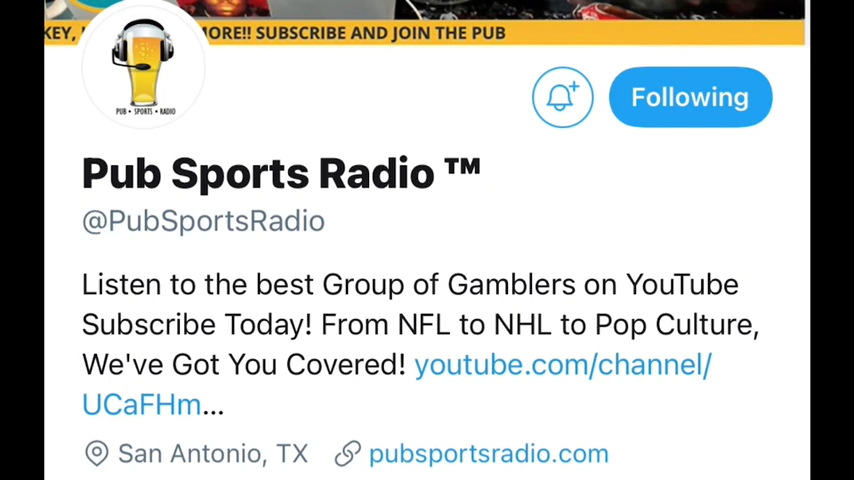 KEY, MORE!! SUBSCRIBE AND JOIN THE PUB
PUB • SPORTS • RADIO
Following
Pub Sports Radio ™
@PubSportsRadio
Listen to the best Group of Gamblers on YouTube
Subscribe Today! From NFL to NHL to Pop Culture,
We've Got You Covered! youtube.com/channel/
UCaFHm...
San Antonio, TX pubsportsradio.com